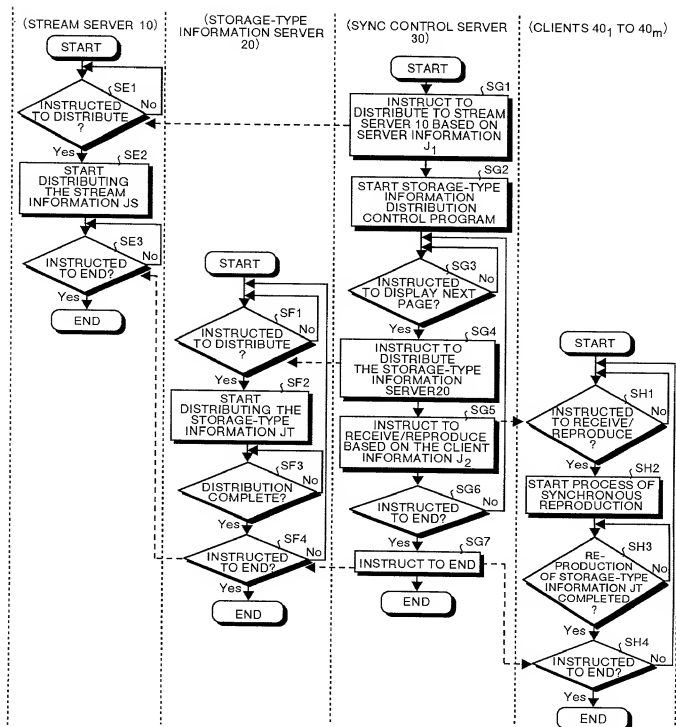 (STREAM SERVER 10)
START
SE1
INSTRUCTED
TO DISTRIBUTE
?
No
Yes
SE2
START
DISTRIBUTING
THE STREAM
INFORMATION JS
SE3
INSTRUCTED
TO END?
No
Yes
END
(STORAGE-TYPE
INFORMATION SERVER
20)
START
SF1
INSTRUCTED
TO DISTRIBUTE
?
No
Yes
SF2
START
DISTRIBUTING THE
STORAGE-TYPE
INFORMATION JT
SF3
DISTRIBUTION
COMPLETE?
No
Yes
SF4
INSTRUCTED
TO END?
No
Yes
END
(SYNC CONTROL SERVER
30)
START
SG1
INSTRUCT TO
DISTRIBUTE TO STREAM
SERVER 10 BASED ON
SERVER INFORMATION
J1
SG2
START STORAGE-TYPE
INFORMATION
DISTRIBUTION
CONTROL PROGRAM
SG3
INSTRUCTED
TO DISPLAY NEXT
PAGE?
No
Yes
SG4
INSTRUCT TO
DISTRIBUTE
THE STORAGE-TYPE
INFORMATION
SERVER20
SG5
INSTRUCT TO
RECEIVE/REPRODUCE
BASED ON THE CLIENT
INFORMATION J2
SG6
INSTRUCTED
TO END?
No
Yes
SG7
INSTRUCT TO END
END
(CLIENTS 401 TO 40m)
START
SH1
INSTRUCTED
TO RECEIVE/
REPRODUCE
?
No
Yes
SH2
START PROCESS OF
SYNCHRONOUS
REPRODUCTION
SH3
RE-
PRODUCTION
OF STORAGE-TYPE
INFORMATION JT
COMPLETED
?
No
Yes
SH4
INSTRUCTED
TO END?
No
Yes
END